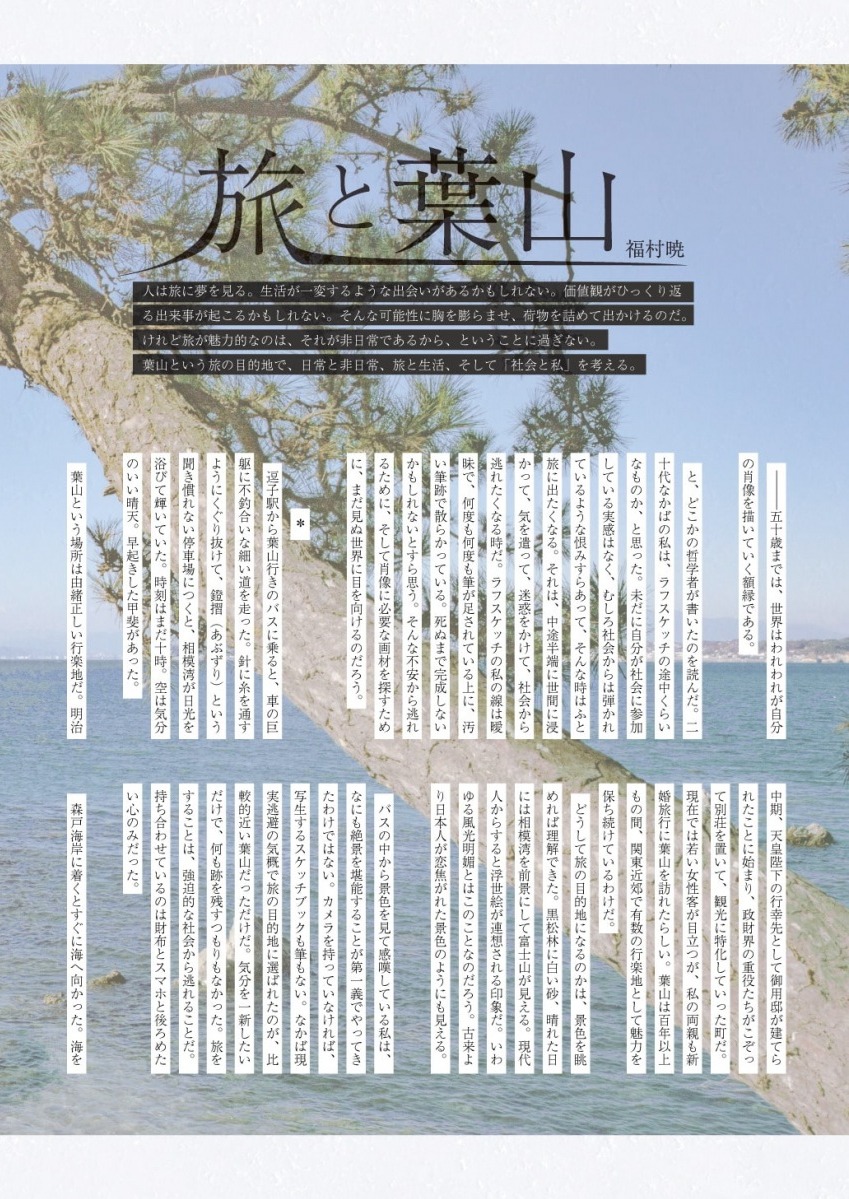 旅と葉山
福村暁
人は旅に夢を見る。生活が一変するような出会いがあるかもしれない。価値観がひっくり返
る出来事が起こるかもしれない。そんな可能性に胸を膨らませ、荷物を詰めて出かけるのだ。
けれど旅が魅力的なのは、それが非日常であるから、ということに過ぎない。
葉山という旅の目的地で、日常と非日常、旅と生活、そして「社会と私」を考える。
――五十歳までは、世界はわれわれが自分
の肖像を描いていく額縁である。
と、どこかの哲学者が書いたのを読んだ。二
十代なかばの私は、ラフスケッチの途中くらい
なものか、と思った。未だに自分が社会に参加
している実感はなく、むしろ社会からは弾かれ
ているような恨みすらあって、そんな時はふと
旅に出たくなる。それは、中途半端に世間に浸
かって、気を遣って、迷惑をかけて、社会から
逃れたくなる時だ。ラフスケッチの私の線は曖
昧で、何度も何度も筆が足されている上に、汚
い筆跡で散らかっている。死ぬまで完成しない
かもしれないとすら思う。そんな不安から逃れ
るために、そして肖像に必要な画材を探すため
に、まだ見ぬ世界に目を向けるのだろう。
*
逗子駅から葉山行きのバスに乗ると、車の巨
躯に不釣合いな細い道を走った。針に糸を通す
ようにくぐり抜けて、鐙摺（あぶずり）という
聞き慣れない停車場につくと、相模湾が日光を
浴びて輝いていた。時刻はまだ十時。空は気分
のいい晴天。早起きした甲斐があった。
葉山という場所は由緒正しい行楽地だ。明治
中期、天皇陛下の行幸先として御用邸が建てら
れたことに始まり、政財界の重役たちがこぞっ
て別荘を置いて、観光に特化していった町だ。
現在では若い女性客が目立つが、私の両親も新
婚旅行に葉山を訪れたらしい。葉山は百年以上
もの間、関東近郊で有数の行楽地として魅力を
保ち続けているわけだ。
どうして旅の目的地になるのかは、景色を眺
めれば理解できた。黒松林に白い砂、晴れた日
には相模湾を前景にして富士山が見える。現代
人からすると浮世絵が連想される印象だ。いわ
ゆる風光明媚とはこのことなのだろう。古来よ
り日本人が恋焦がれた景色のようにも見える。
バスの中から景色を見て感嘆している私は、
なにも絶景を堪能することが第一義でやってき
たわけではない。カメラを持っていなければ、
写生するスケッチブックも筆もない。なかば現
実逃避の気概で旅の目的地に選ばれたのが、比
較的近い葉山だっただけだ。気分を一新したい
だけで、何も跡を残すつもりもなかった。旅を
することは、強迫的な社会から逃れることだ。
持ち合わせているのは財布とスマホと後ろめた
い心のみだった。
森戸海岸に着くとすぐに海へ向かった。海を